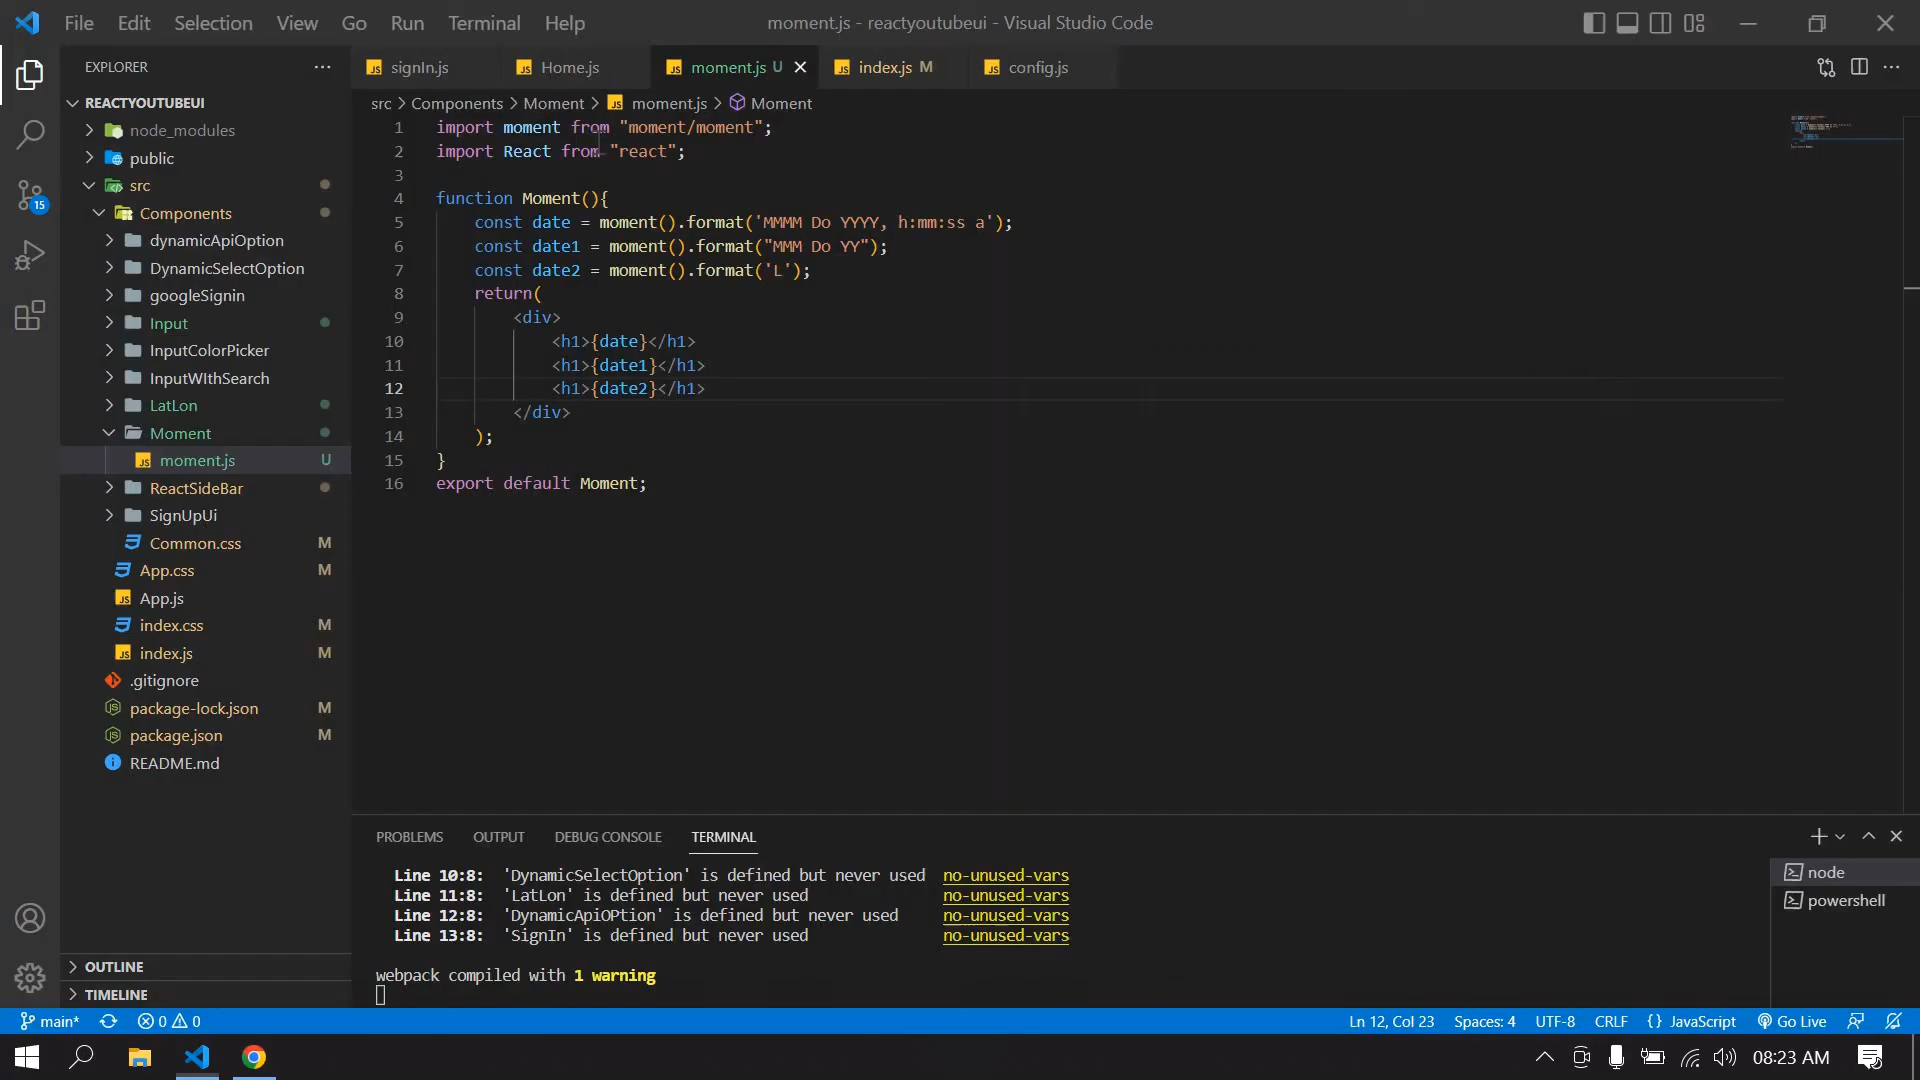 File Edit Selection View Go Run Terminal Help
moment.js - reactyoutubeui - Visual Studio Code
EXPLORER
REACTYOUTUBEUI
node_modules
public
src
Components
dynamicApiOption
DynamicSelectOption
googleSignin
Input
InputColorPicker
InputWIthSearch
LatLon
Moment
moment.js U
ReactSideBar
SignUpUi
Common.css M
App.css M
App.js
index.css M
index.js M
.gitignore
package-lock.json M
package.json M
README.md
OUTLINE
TIMELINE
15
signIn.js Home.js moment.js U index.js M config.js
src > Components > Moment > moment.js > Moment
1 import moment from "moment/moment";
2 import React from "react";
3
4 function Moment(){
5 const date = moment().format('MMMM Do YYYY, h:mm:ss a');
6 const date1 = moment().format("MMM Do YY");
7 const date2 = moment().format('L');
8 return(
9 <div>
10 <h1>{date}</h1>
11 <h1>{date1}</h1>
12 <h1>{date2}</h1>
13 </div>
14 );
15 }
16 export default Moment;
PROBLEMS OUTPUT DEBUG CONSOLE TERMINAL
Line 10:8: 'DynamicSelectOption' is defined but never used no-unused-vars
Line 11:8: 'LatLon' is defined but never used no-unused-vars
Line 12:8: 'DynamicApiOPtion' is defined but never used no-unused-vars
Line 13:8: 'SignIn' is defined but never used no-unused-vars
webpack compiled with 1 warning
node
powershell
main* 0 0
Ln 12, Col 23 Spaces: 4 UTF-8 CRLF {} JavaScript Go Live
08:23 AM